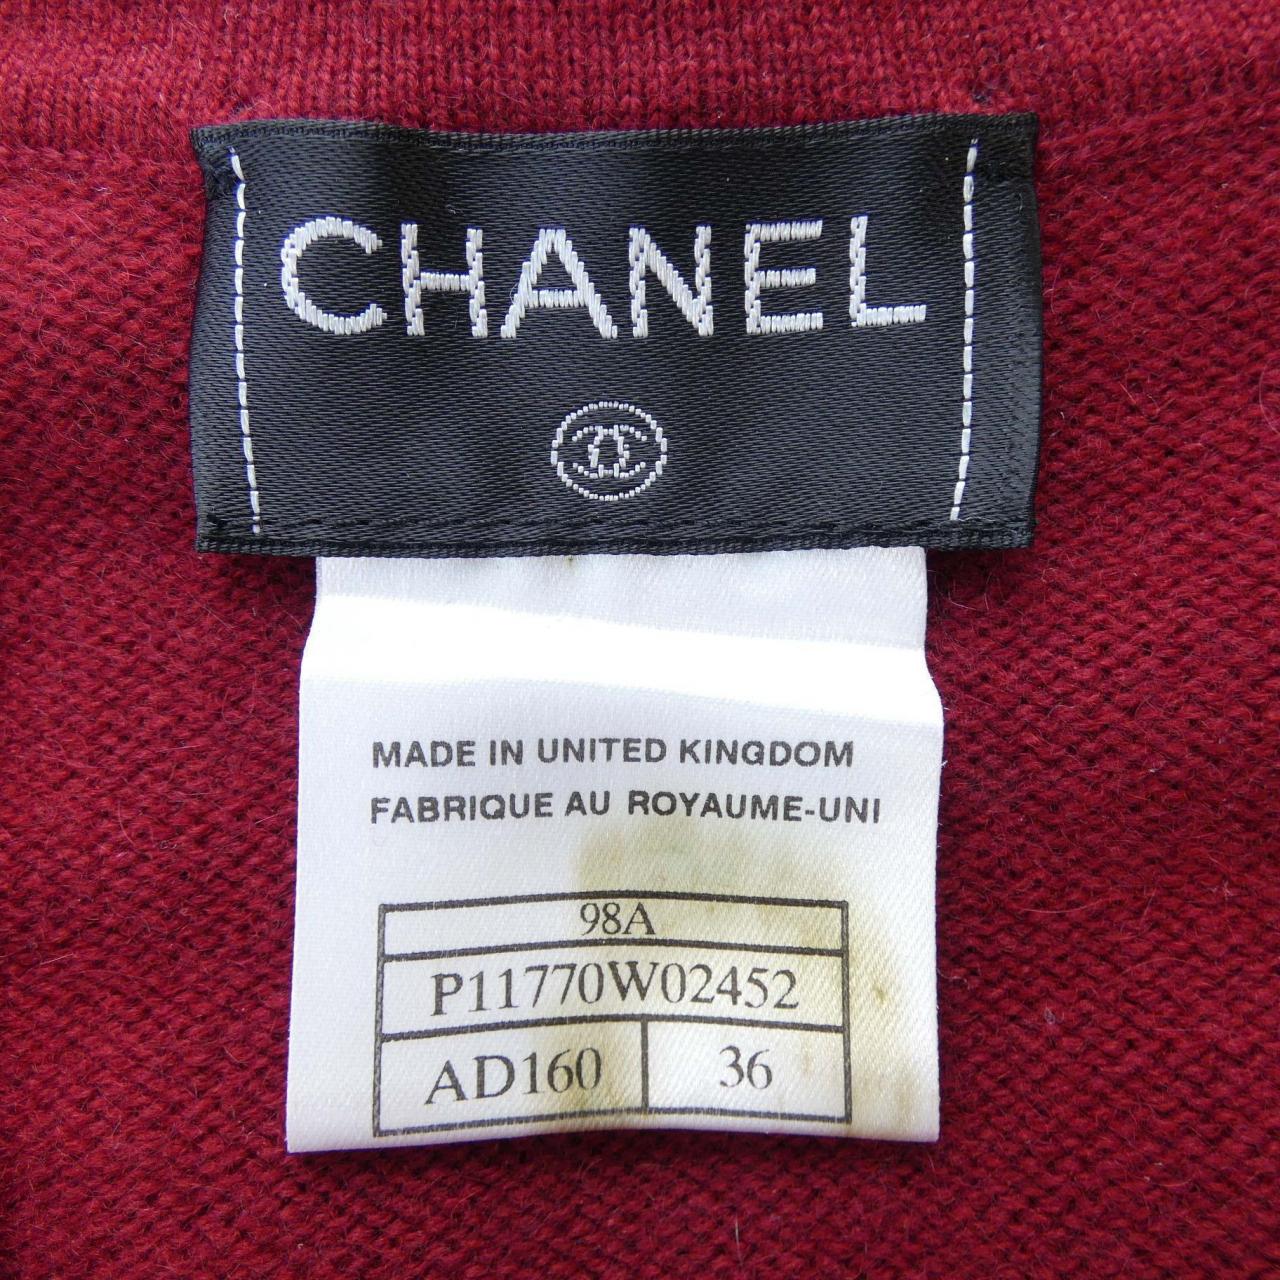 CHANEL
MADE IN UNITED KINGDOM
FABRIQUE AU ROYAUME-UNI
98A
P11770W02452
AD160 36